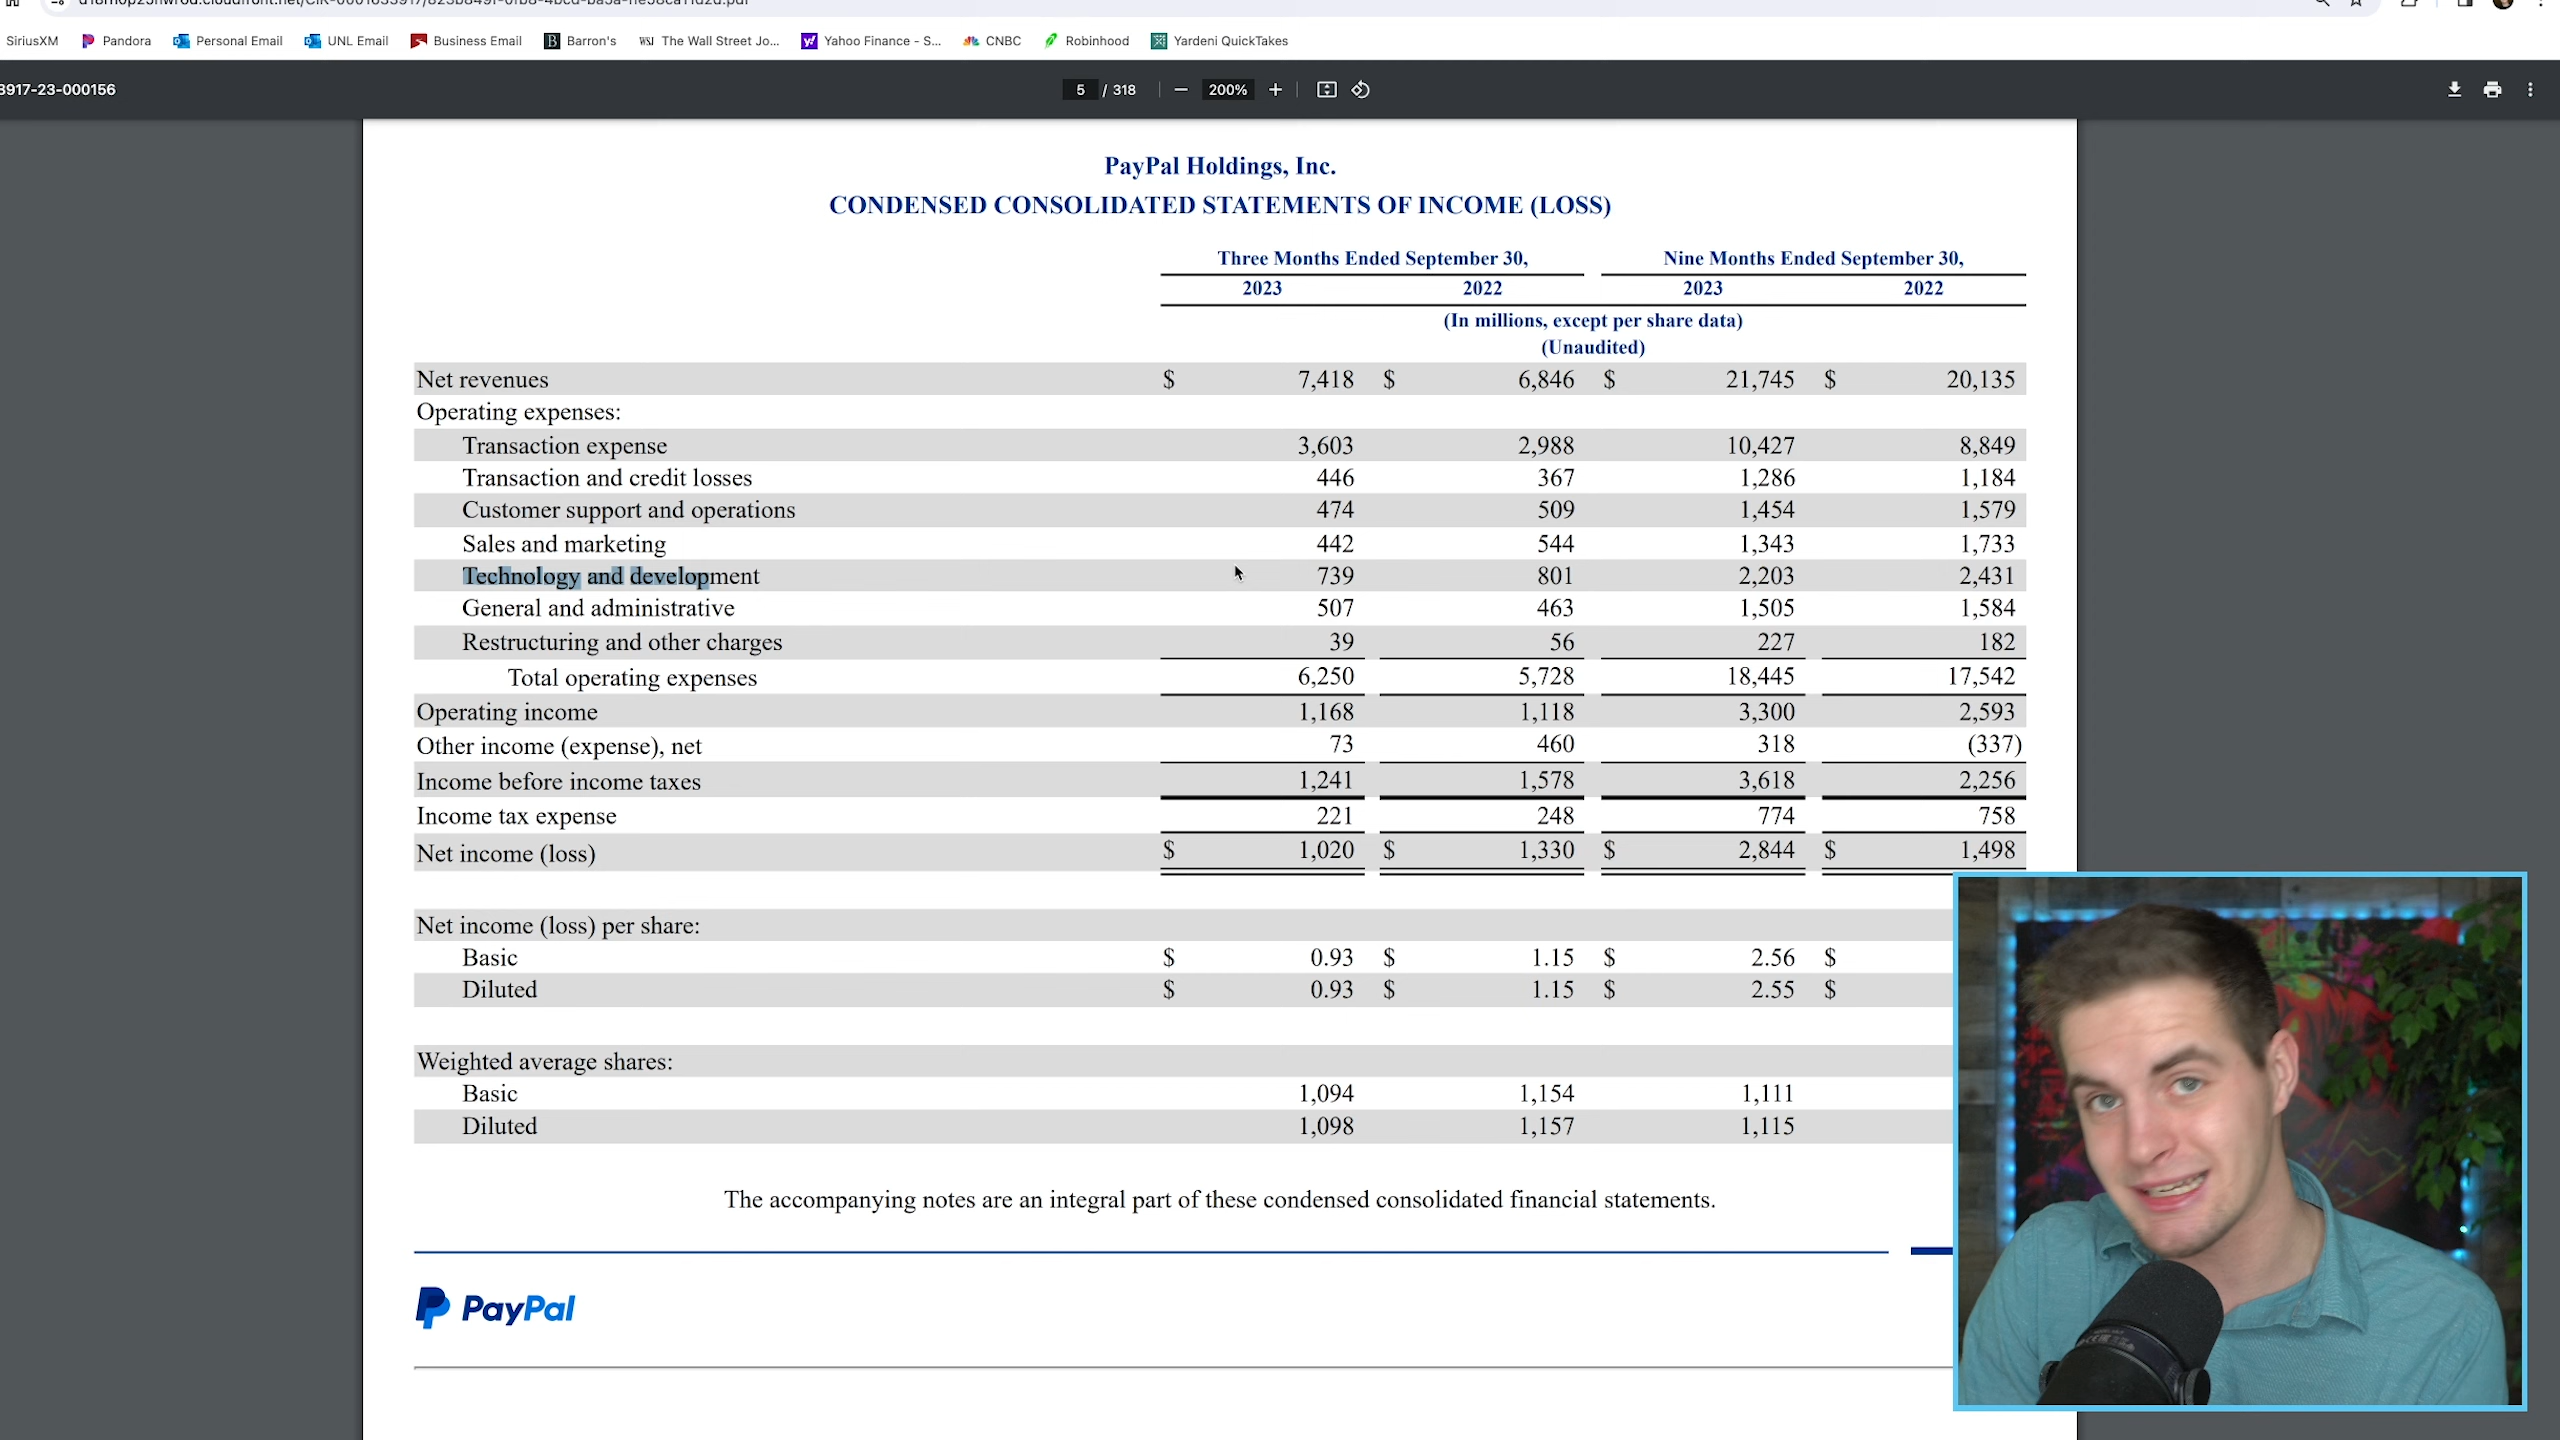 SiriusXM Pandora Personal Email UNL Email Business Email Barron's The Wall Street Jo... Yahoo Finance - S... CNBC Robinhood Yardeni QuickTakes
3917-23-000156 5 / 318 200%
PayPal Holdings, Inc.
CONDENSED CONSOLIDATED STATEMENTS OF INCOME (LOSS)
Three Months Ended September 30, Nine Months Ended September 30,
2023 2022 2023 2022
(In millions, except per share data)
(Unaudited)
Net revenues $ 7,418 $ 6,846 $ 21,745 $ 20,135
Operating expenses:
Transaction expense 3,603 2,988 10,427 8,849
Transaction and credit losses 446 367 1,286 1,184
Customer support and operations 474 509 1,454 1,579
Sales and marketing 442 544 1,343 1,733
Technology and development 739 801 2,203 2,431
General and administrative 507 463 1,505 1,584
Restructuring and other charges 39 56 227 182
Total operating expenses 6,250 5,728 18,445 17,542
Operating income 1,168 1,118 3,300 2,593
Other income (expense), net 73 460 318 (337)
Income before income taxes 1,241 1,578 3,618 2,256
Income tax expense 221 248 774 758
Net income (loss) $ 1,020 $ 1,330 $ 2,844 $ 1,498
Net income (loss) per share:
Basic $ 0.93 $ 1.15 $ 2.56 $
Diluted $ 0.93 $ 1.15 $ 2.55 $
Weighted average shares:
Basic 1,094 1,154 1,111
Diluted 1,098 1,157 1,115
The accompanying notes are an integral part of these condensed consolidated financial statements.
PayPal